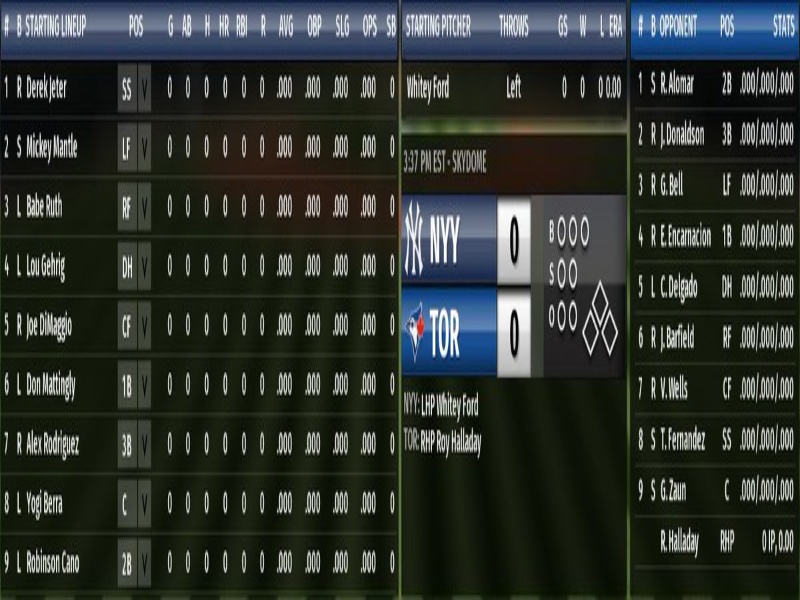 # B STARTING LINEUP POS G AB H HR RBI R AVG OBP SLG OPS SB
1 R Derek Jeter SS V 0 0 0 0 0 0 .000 .000 .000 .000 0
2 S Mickey Mantle LF V 0 0 0 0 0 0 .000 .000 .000 .000 0
3 L Babe Ruth RF V 0 0 0 0 0 0 .000 .000 .000 .000 0
4 L Lou Gehrig DH V 0 0 0 0 0 0 .000 .000 .000 .000 0
5 R Joe DiMaggio CF V 0 0 0 0 0 0 .000 .000 .000 .000 0
6 L Don Mattingly 1B V 0 0 0 0 0 0 .000 .000 .000 .000 0
7 R Alex Rodriguez 3B V 0 0 0 0 0 0 .000 .000 .000 .000 0
8 L Yogi Berra C V 0 0 0 0 0 0 .000 .000 .000 .000 0
9 L Robinson Cano 2B V 0 0 0 0 0 0 .000 .000 .000 .000 0
STARTING PITCHER THROWS GS W L ERA
Whitey Ford Left 0 0 0 0.00
3:37 PM EST - SKYDOME
NY NYY 0
TOR 0
B
S
O
NYY: LHP Whitey Ford
TOR: RHP Roy Halladay
# B OPPONENT POS STATS
1 S R.Alomar 2B .000/.000/.000
2 R J.Donaldson 3B .000/.000/.000
3 R G.Bell LF .000/.000/.000
4 R E.Encarnacion 1B .000/.000/.000
5 L C.Delgado DH .000/.000/.000
6 R J.Barfield RF .000/.000/.000
7 R V.Wells CF .000/.000/.000
8 S T.Fernandez SS .000/.000/.000
9 S G.Zaun C .000/.000/.000
R.Halladay RHP 0 IP, 0.00